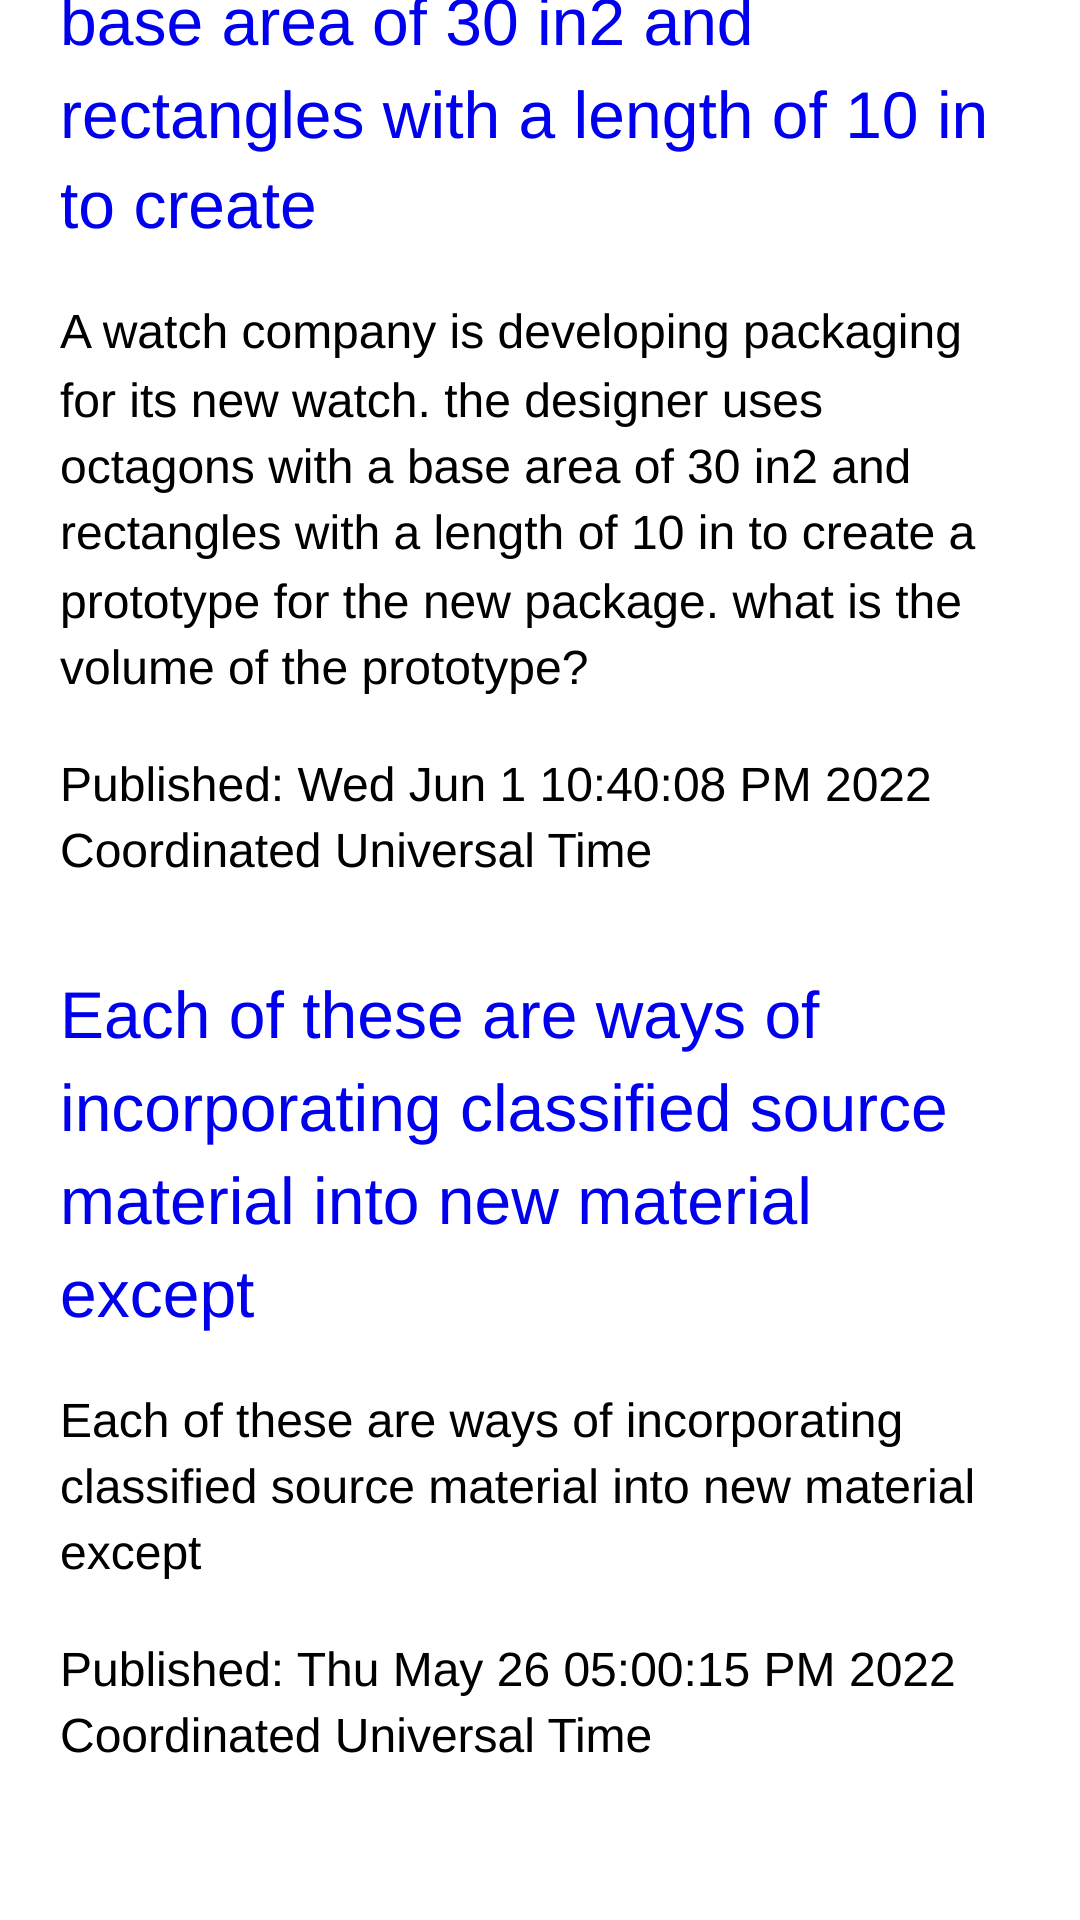 base area of 30 in2 and
rectangles with a length of 10 in
to create
A watch company is developing packaging
for its new watch. the designer uses
octagons with a base area of 30 in2 and
rectangles with a length of 10 in to create a
prototype for the new package. what is the
volume of the prototype?
Published: Wed Jun 1 10:40:08 PM 2022
Coordinated Universal Time
Each of these are ways of
incorporating classified source
material into new material
except
Each of these are ways of incorporating
classified source material into new material
except
Published: Thu May 26 05:00:15 PM 2022
Coordinated Universal Time